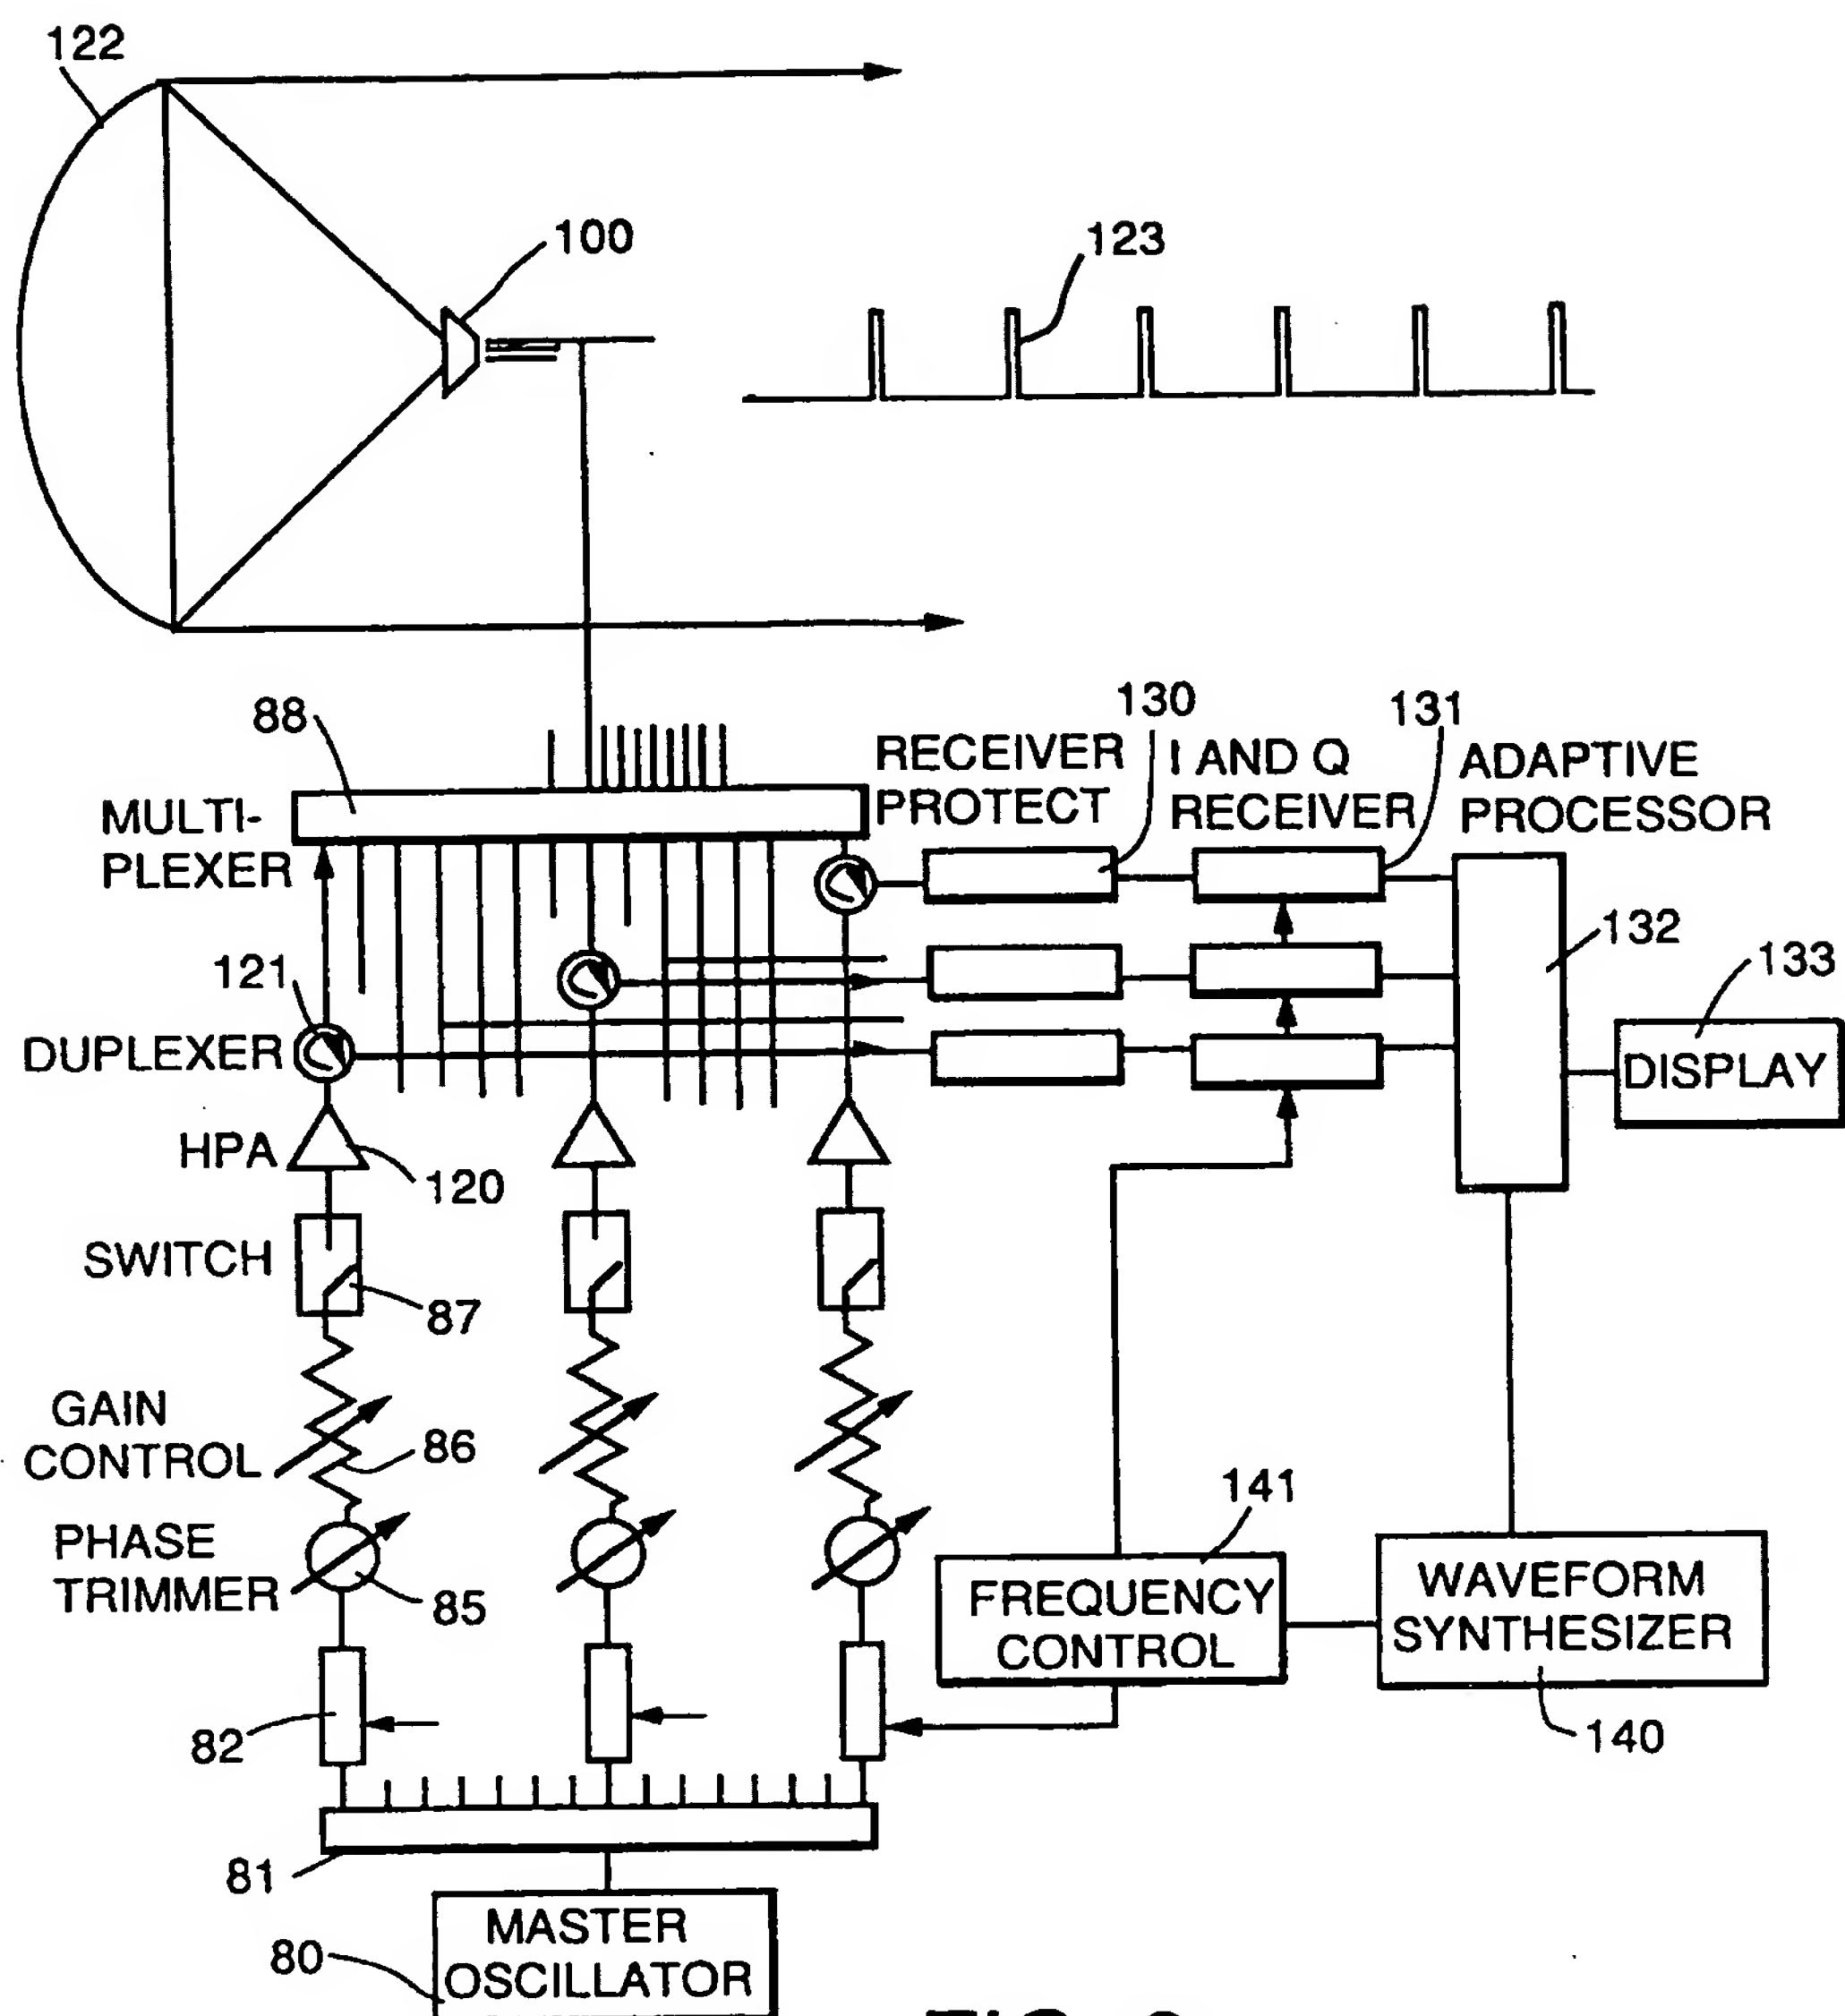 122
100
123
88
130
131
RECEIVER
PROTECT
I AND Q
RECEIVER
ADAPTIVE
PROCESSOR
MULTI-
PLEXER
132
133
121
DUPLEXER
DISPLAY
HPA
120
SWITCH
87
GAIN
CONTROL
86
141
PHASE
TRIMMER
85
FREQUENCY
CONTROL
WAVEFORM
SYNTHESIZER
82
140
81
80
MASTER
OSCILLATOR